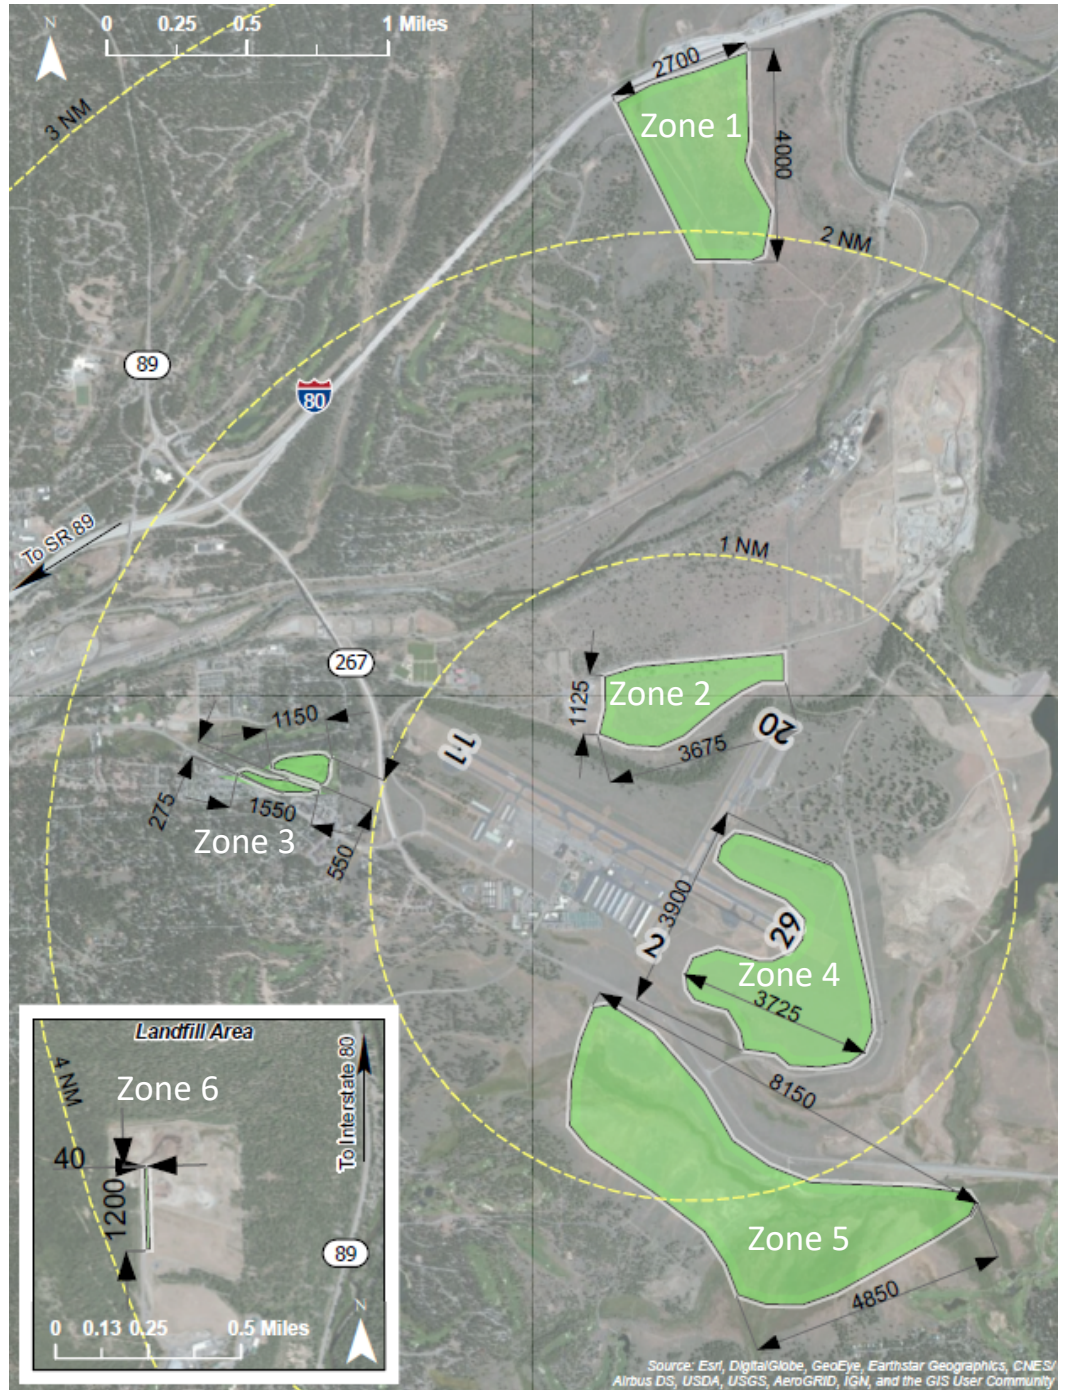 N
0 0.25 0.5 1 Miles
3 NM
2700
Zone 1
4000
2 NM
89
80
To SR 89
1 NM
267
1125
Zone 2
3675
20
1150
11
275
1550
Zone 3
550
3900
2
29
Zone 4
3725
8150
Zone 5
4850
Landfill Area
4 NM
Zone 6
To Interstate 80
40
1200
89
N
0 0.13 0.25 0.5 Miles
Source: Esri, DigitalGlobe, GeoEye, Earthstar Geographics, CNES/
Airbus DS, USDA, USGS, AeroGRID, IGN, and the GIS User Community